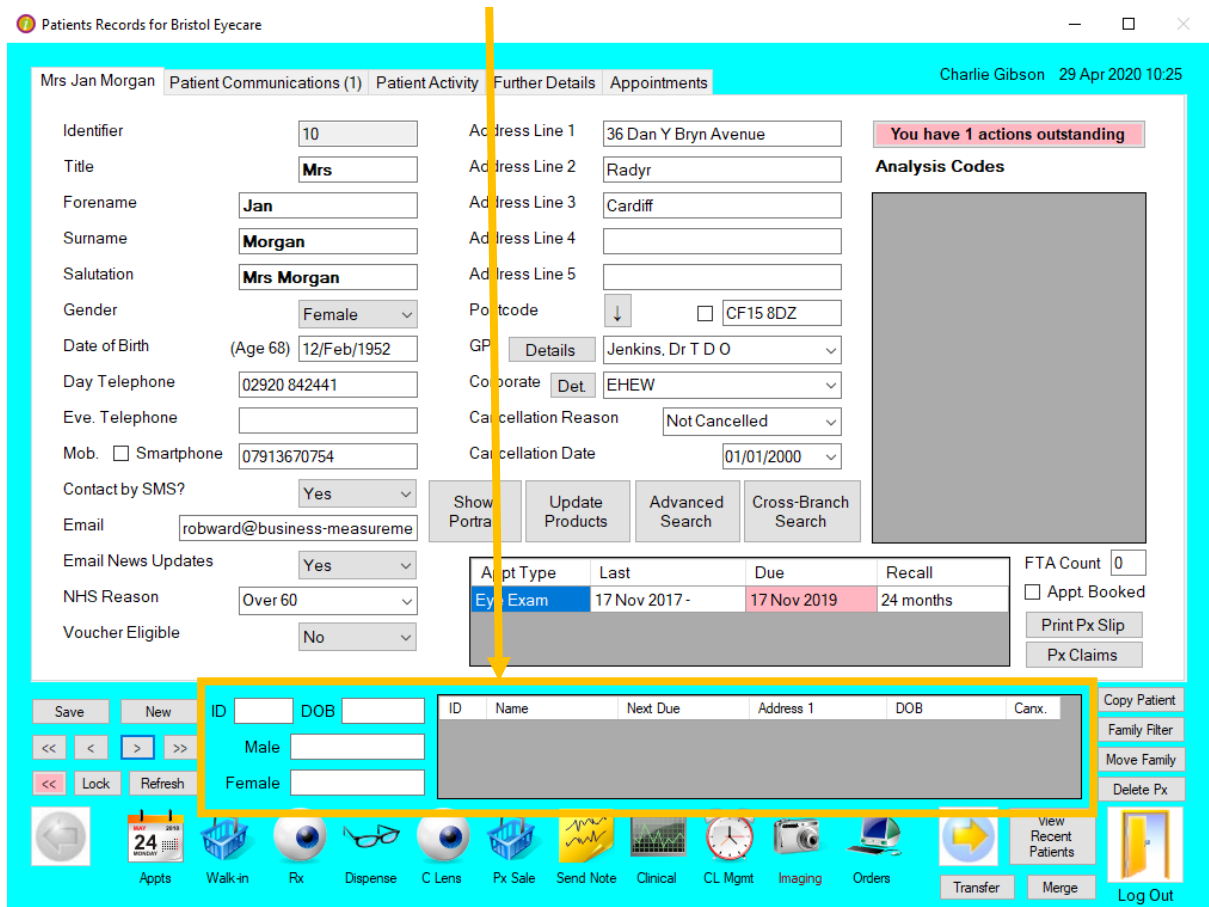 Patients Records for Bristol Eyecare
Charlie Gibson 29 Apr 2020 10:25
Mrs Jan Morgan Patient Communications (1) Patient Activity Further Details Appointments
Identifier 10
Title Mrs
Forename Jan
Surname Morgan
Salutation Mrs Morgan
Gender Female
Date of Birth (Age 68) 12/Feb/1952
Day Telephone 02920 842441
Eve. Telephone
Mob. Smartphone 07913670754
Contact by SMS? Yes
Email robward@business-measureme
Email News Updates Yes
NHS Reason Over 60
Voucher Eligible No
Address Line 1 36 Dan Y Bryn Avenue
Address Line 2 Radyr
Address Line 3 Cardiff
Address Line 4
Address Line 5
Postcode ↓ CF15 8DZ
GP Details Jenkins, Dr T D O
Corporate Det. EHEW
Cancellation Reason Not Cancelled
Cancellation Date 01/01/2000
Show Portrait
Update Products
Advanced Search
Cross-Branch Search
You have 1 actions outstanding
Analysis Codes
Appt Type Last Due Recall
Eye Exam 17 Nov 2017 - 17 Nov 2019 24 months
FTA Count 0
Appt. Booked
Print Px Slip
Px Claims
Save New
<< < > >>
<< Lock Refresh
ID DOB
Male
Female
ID Name Next Due Address 1 DOB Canx.
Copy Patient
Family Filter
Move Family
Delete Px
MAY 2010
24
MONDAY
Appts Walk-in Rx Dispense C Lens Px Sale Send Note Clinical CL Mgmt Imaging Orders
View Recent Patients
Transfer Merge
Log Out